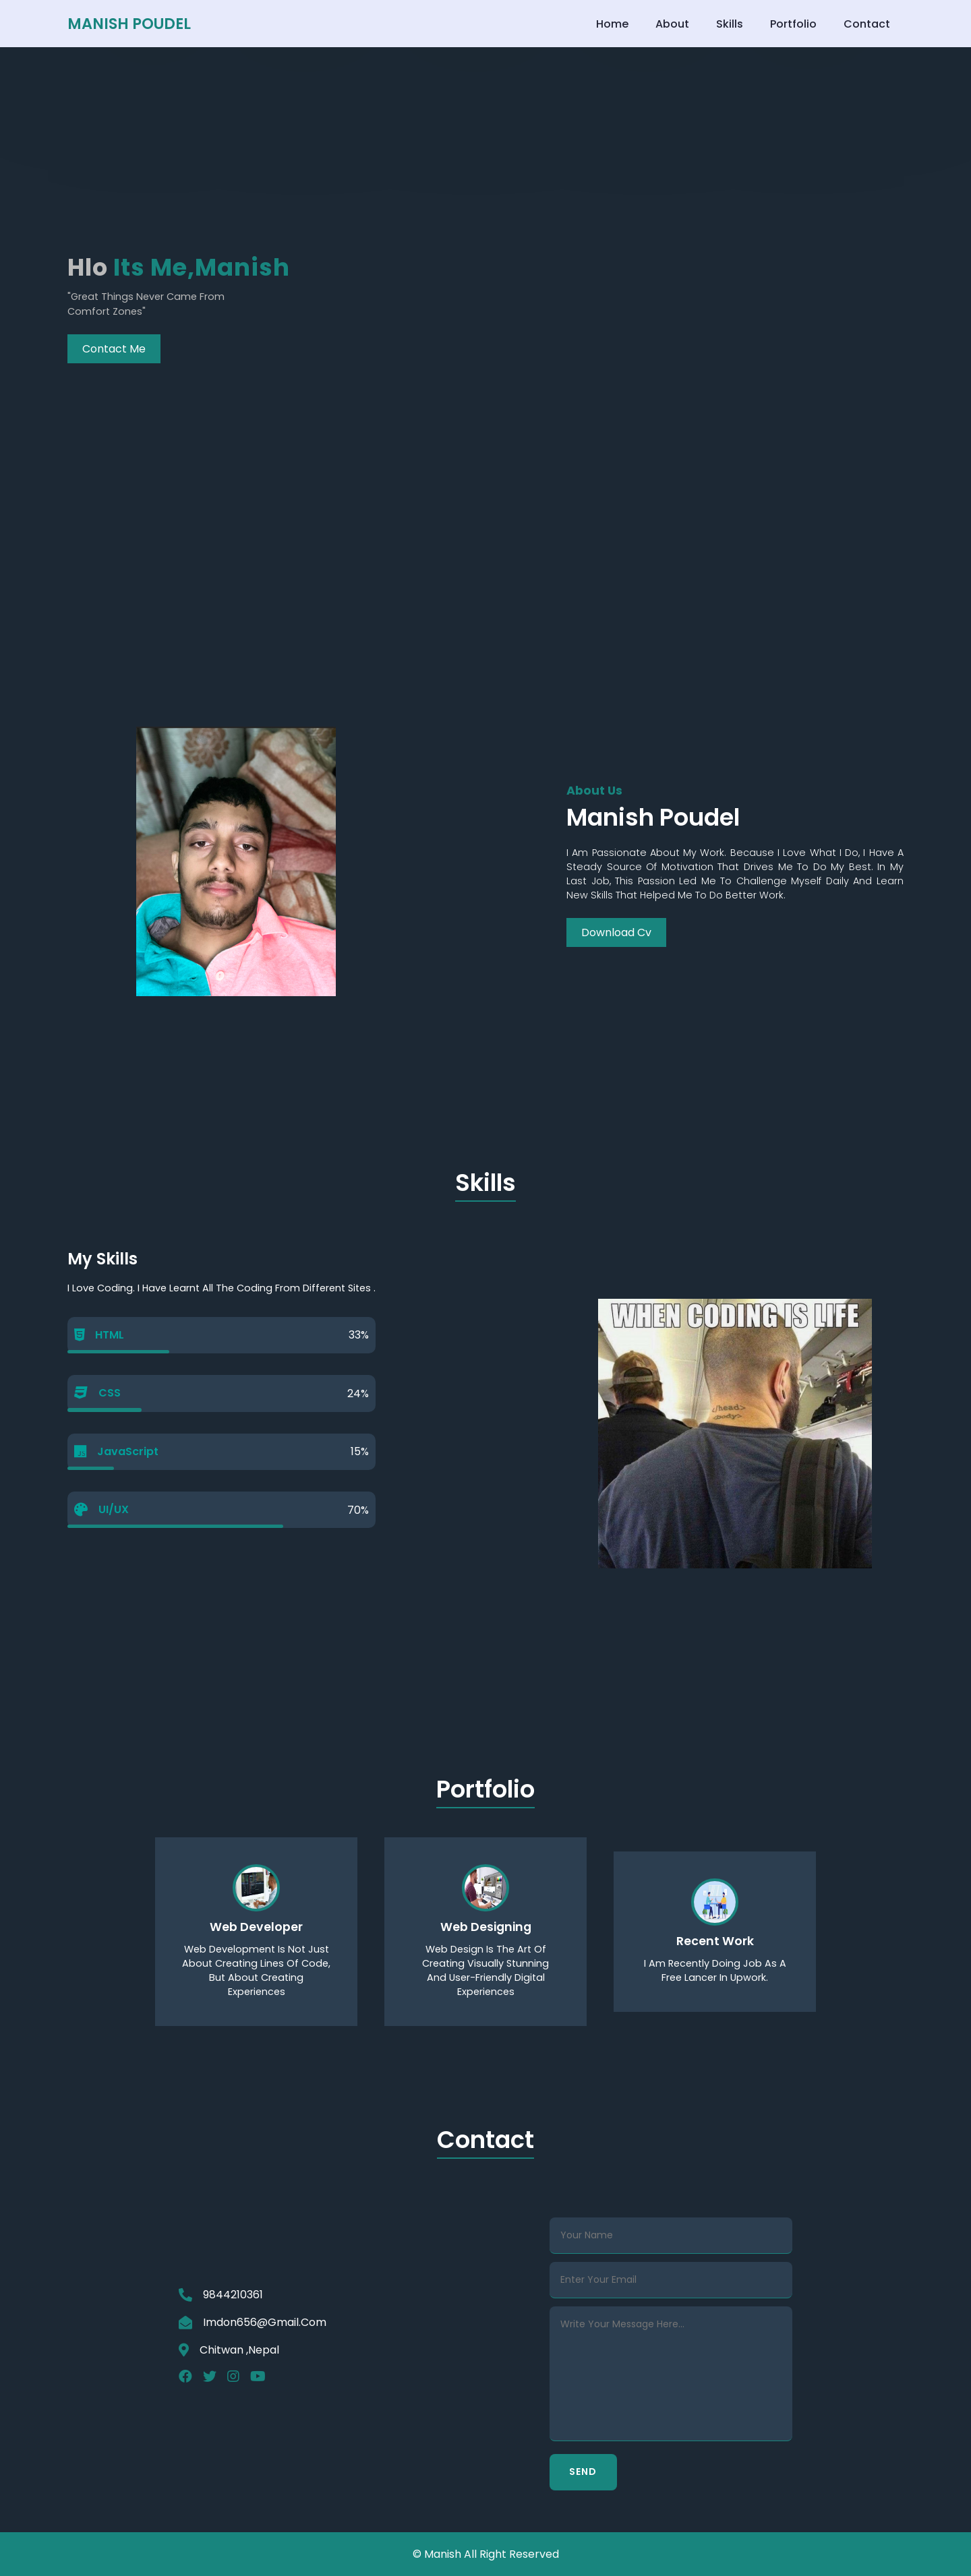 MANISH POUDEL
Home About Skills Portfolio Contact
Hlo Its Me,Manish
"Great Things Never Came From
Comfort Zones"
Contact Me
About Us
Manish Poudel
I Am Passionate About My Work. Because I Love What I Do, I Have A
Steady Source Of Motivation That Drives Me To Do My Best. In My
Last Job, This Passion Led Me To Challenge Myself Daily And Learn
New Skills That Helped Me To Do Better Work.
Download Cv
Skills
My Skills
I Love Coding. I Have Learnt All The Coding From Different Sites .
HTML 33%
CSS 24%
JavaScript 15%
UI/UX 70%
WHEN CODING IS LIFE
</head>
<body>
Portfolio
Web Developer
Web Development Is Not Just
About Creating Lines Of Code,
But About Creating
Experiences
Web Designing
Web Design Is The Art Of
Creating Visually Stunning
And User-Friendly Digital
Experiences
Recent Work
I Am Recently Doing Job As A
Free Lancer In Upwork.
Contact
9844210361
Imdon656@Gmail.Com
Chitwan ,Nepal
Your Name
Enter Your Email
Write Your Message Here...
SEND
© Manish All Right Reserved